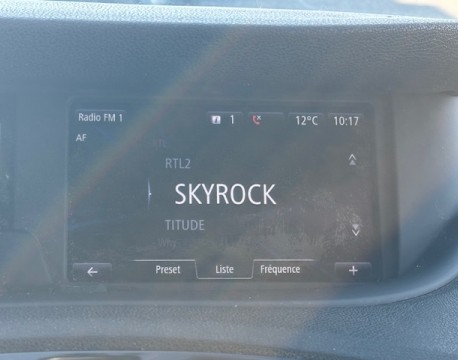 Radio FM 1 1 12°C 10:17
AF
RTL2
SKYROCK
TITUDE
Preset Liste Fréquence +